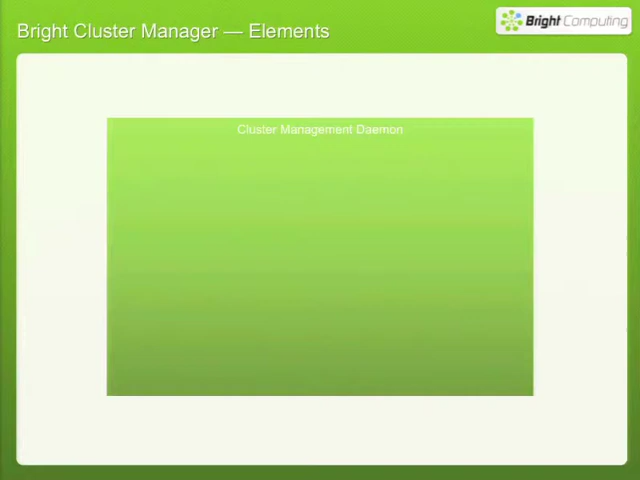 Bright Cluster Manager — Elements
Bright Computing
Cluster Management Daemon